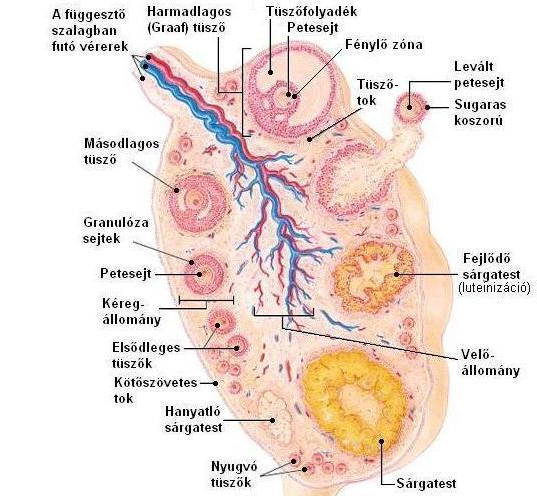 A függesztő
szalagban
futó vérerek
Harmadlagos
(Graaf) tüsző
Tüszőfolyadék
Petesejt
Fénylő zóna
Tüsző-
tok
Levált
petesejt
Sugaras
koszorú
Másodlagos
tüsző
Granulóza
sejtek
Petesejt
Kéreg-
állomány
Elsődleges
tüszők
Kötőszövetes
tok
Hanyatló
sárgatest
Nyugvó
tüszők
Fejlődő
sárgatest
(luteinizáció)
Velő-
állomány
Sárgatest